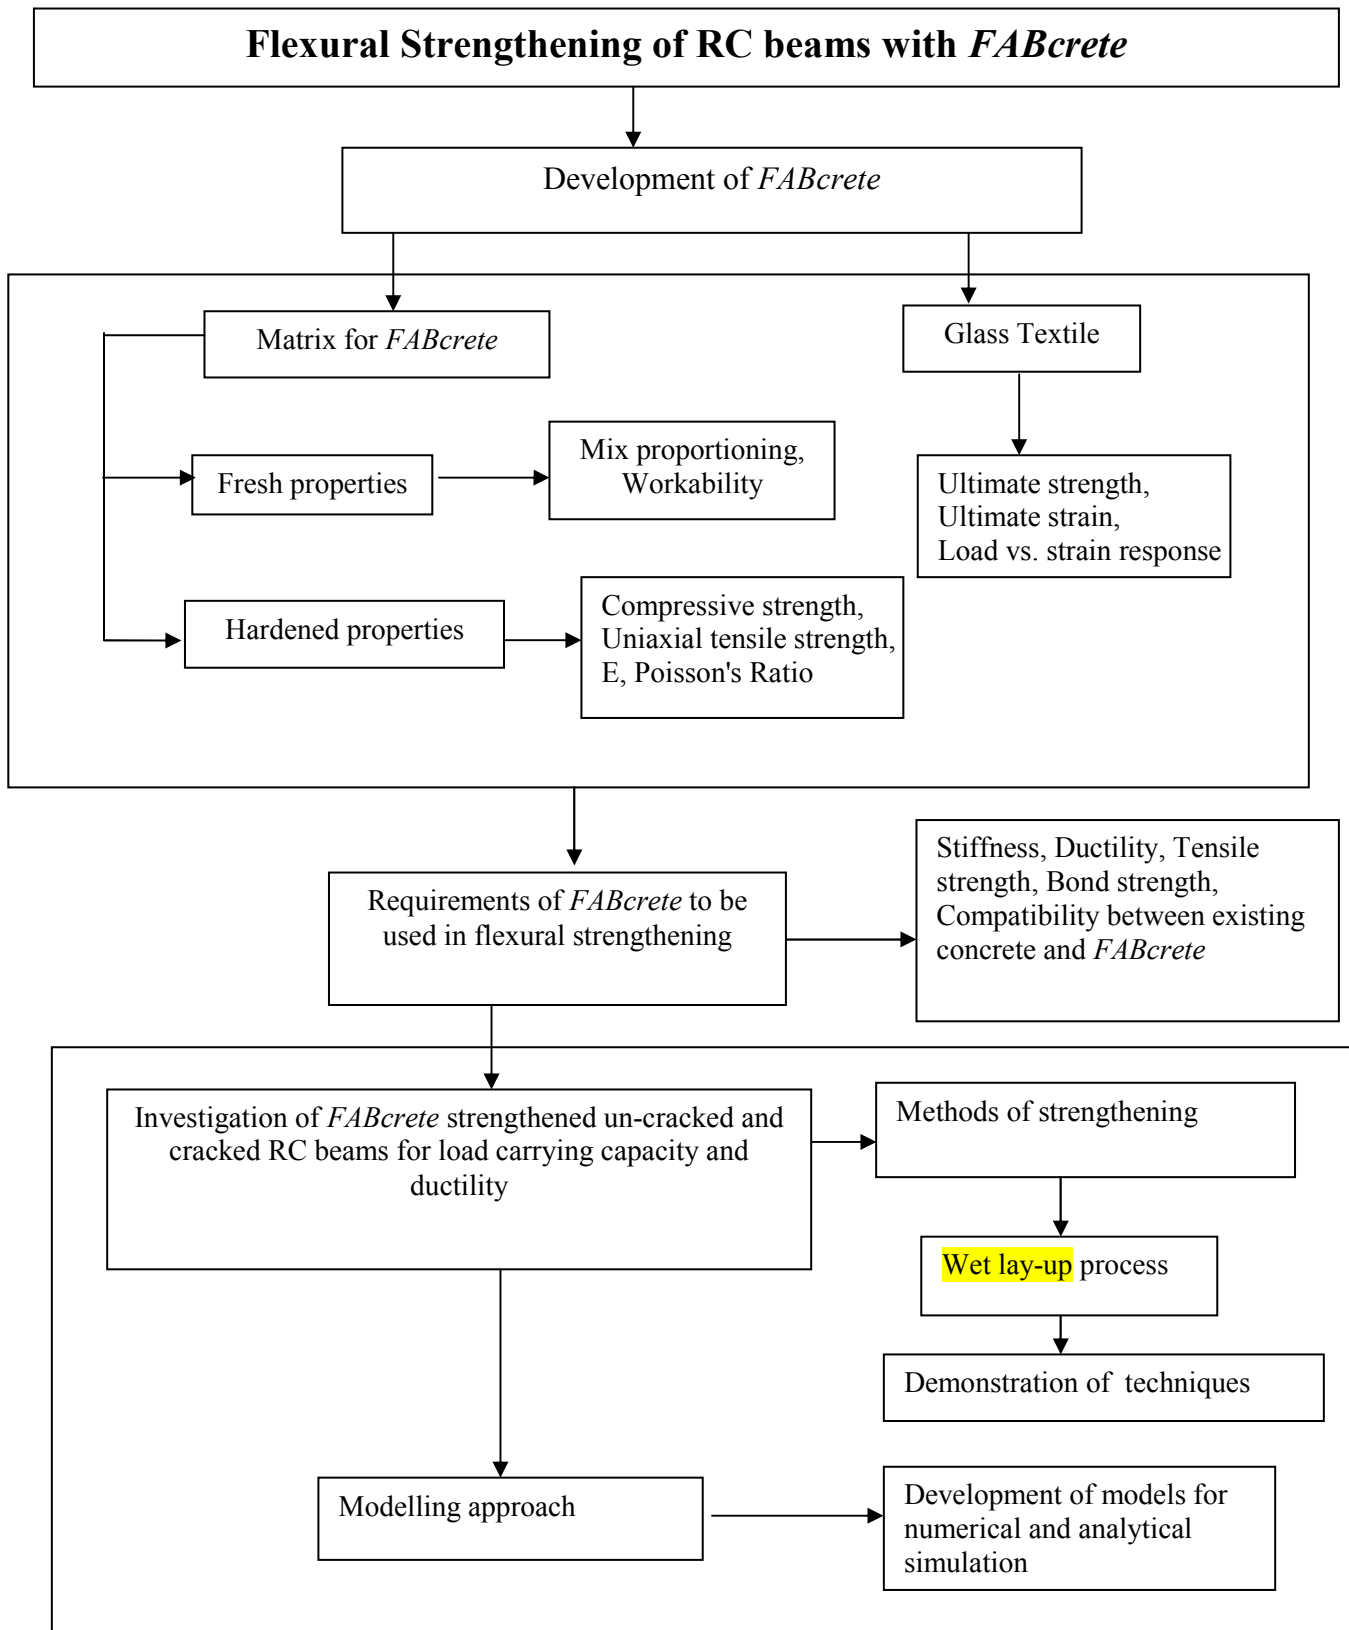 Flexural Strengthening of RC beams with FABcrete
Development of FABcrete
Matrix for FABcrete
Glass Textile
Fresh properties
Mix proportioning,
Workability
Ultimate strength,
Ultimate strain,
Load vs. strain response
Hardened properties
Compressive strength,
Uniaxial tensile strength,
E, Poisson's Ratio
Requirements of FABcrete to be
used in flexural strengthening
Stiffness, Ductility, Tensile
strength, Bond strength,
Compatibility between existing
concrete and FABcrete
Investigation of FABcrete strengthened un-cracked and
cracked RC beams for load carrying capacity and
ductility
Methods of strengthening
Wet lay-up process
Demonstration of techniques
Modelling approach
Development of models for
numerical and analytical
simulation